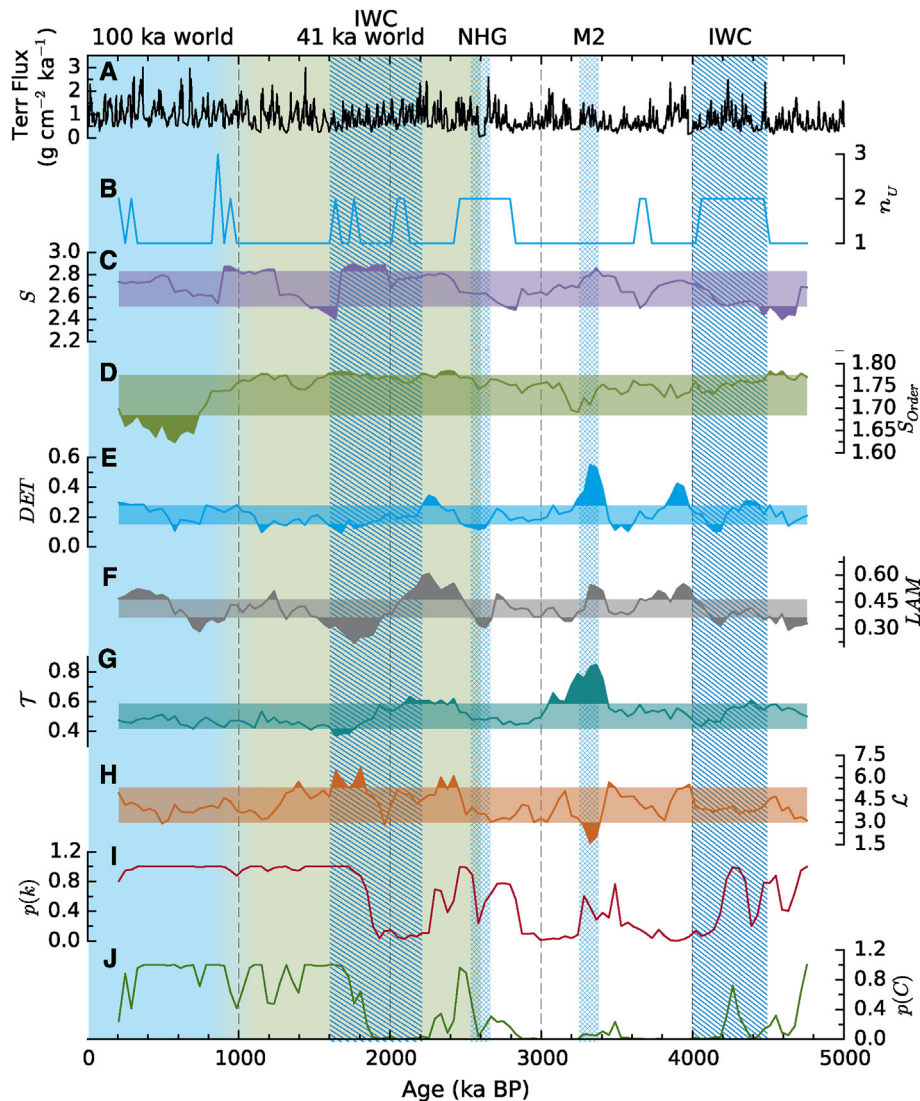 IWC
100 ka world 41 ka world NHG M2 IWC
A
Terr Flux
(g cm⁻² ka⁻¹)
3
2
1
0
B
3
2
1
n_U
C
S
3.0
2.8
2.6
2.4
2.2
D
1.80
1.75
1.70
1.65
1.60
S_Order
E
DET
0.6
0.4
0.2
0.0
F
0.60
0.45
0.30
LAM
G
T
0.8
0.6
0.4
H
7.5
6.0
4.5
3.0
1.5
L
I
p(k)
1.2
0.8
0.4
0.0
J
1.2
0.8
0.4
0.0
p(C)
0 1000 2000 3000 4000 5000
Age (ka BP)